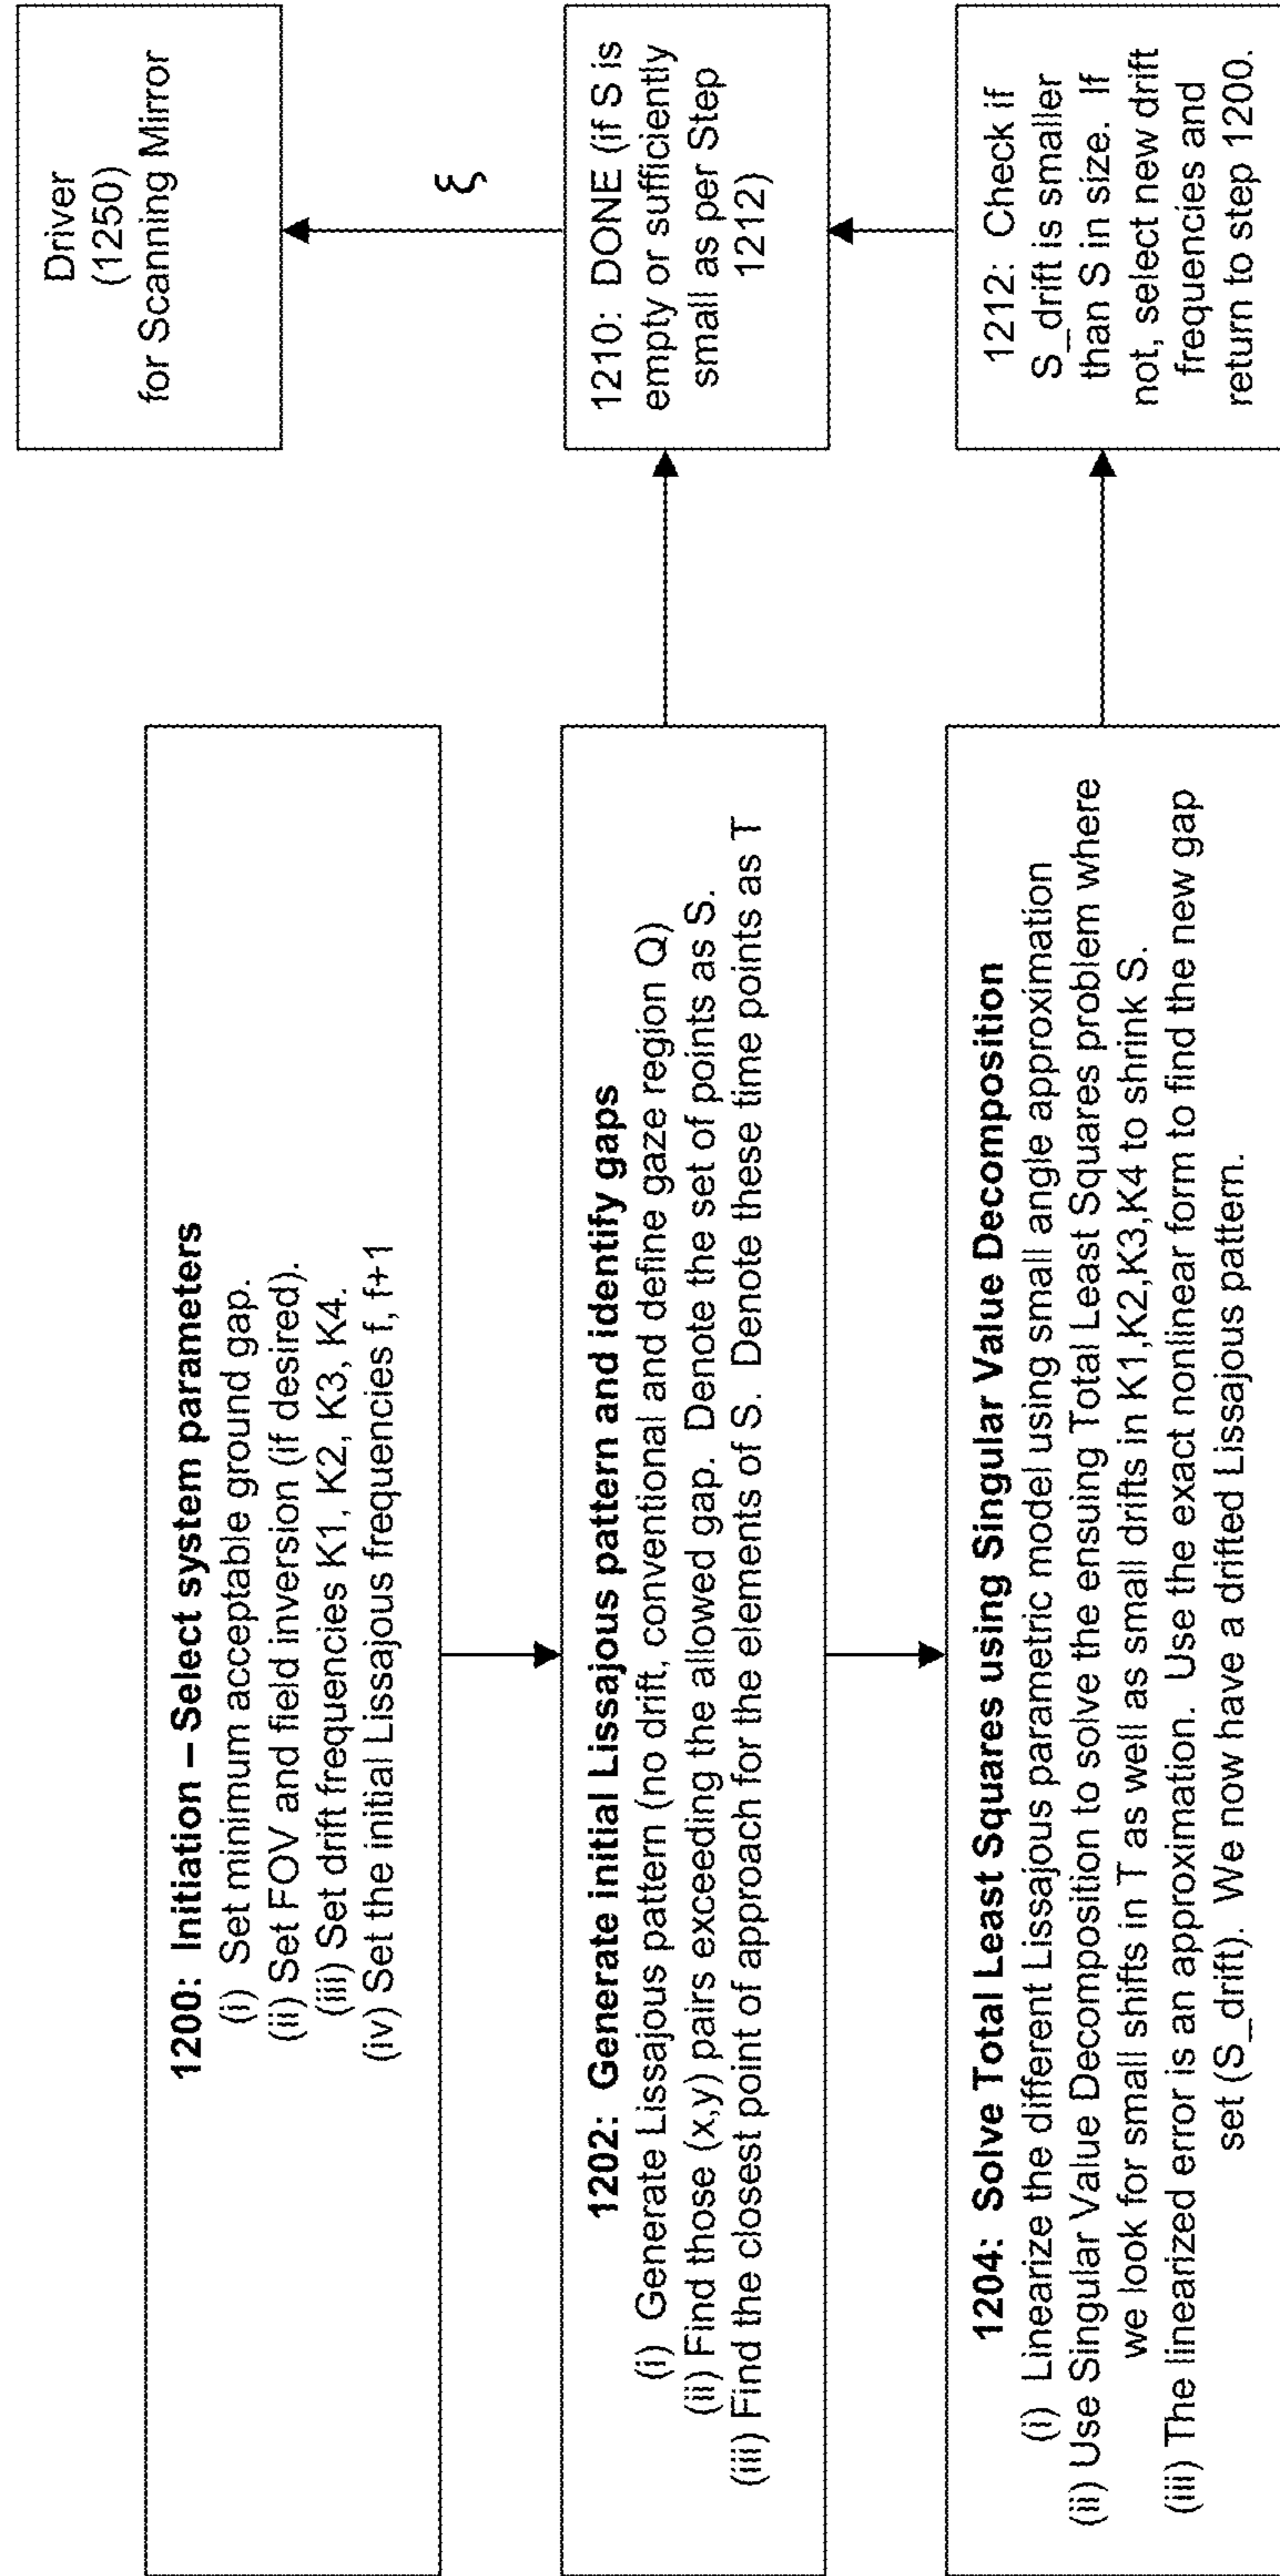 1200: Initiation – Select system parameters
(i) Set minimum acceptable ground gap.
(ii) Set FOV and field inversion (if desired).
(iii) Set drift frequencies K1, K2, K3, K4.
(iv) Set the initial Lissajous frequencies f, f+1
1202: Generate initial Lissajous pattern and identify gaps
(i) Generate Lissajous pattern (no drift, conventional and define gaze region Q)
(ii) Find those (x,y) pairs exceeding the allowed gap. Denote the set of points as S.
(iii) Find the closest point of approach for the elements of S. Denote these time points as T
1204: Solve Total Least Squares using Singular Value Decomposition
(i) Linearize the different Lissajous parametric model using small angle approximation
(ii) Use Singular Value Decomposition to solve the ensuing Total Least Squares problem where
we look for small shifts in T as well as small drifts in K1,K2,K3,K4 to shrink S.
(iii) The linearized error is an approximation. Use the exact nonlinear form to find the new gap
set (S_drift). We now have a drifted Lissajous pattern.
Driver
(1250)
for Scanning Mirror
ξ
1210: DONE (if S is
empty or sufficiently
small as per Step
1212)
1212: Check if
S_drift is smaller
than S in size. If
not, select new drift
frequencies and
return to step 1200.